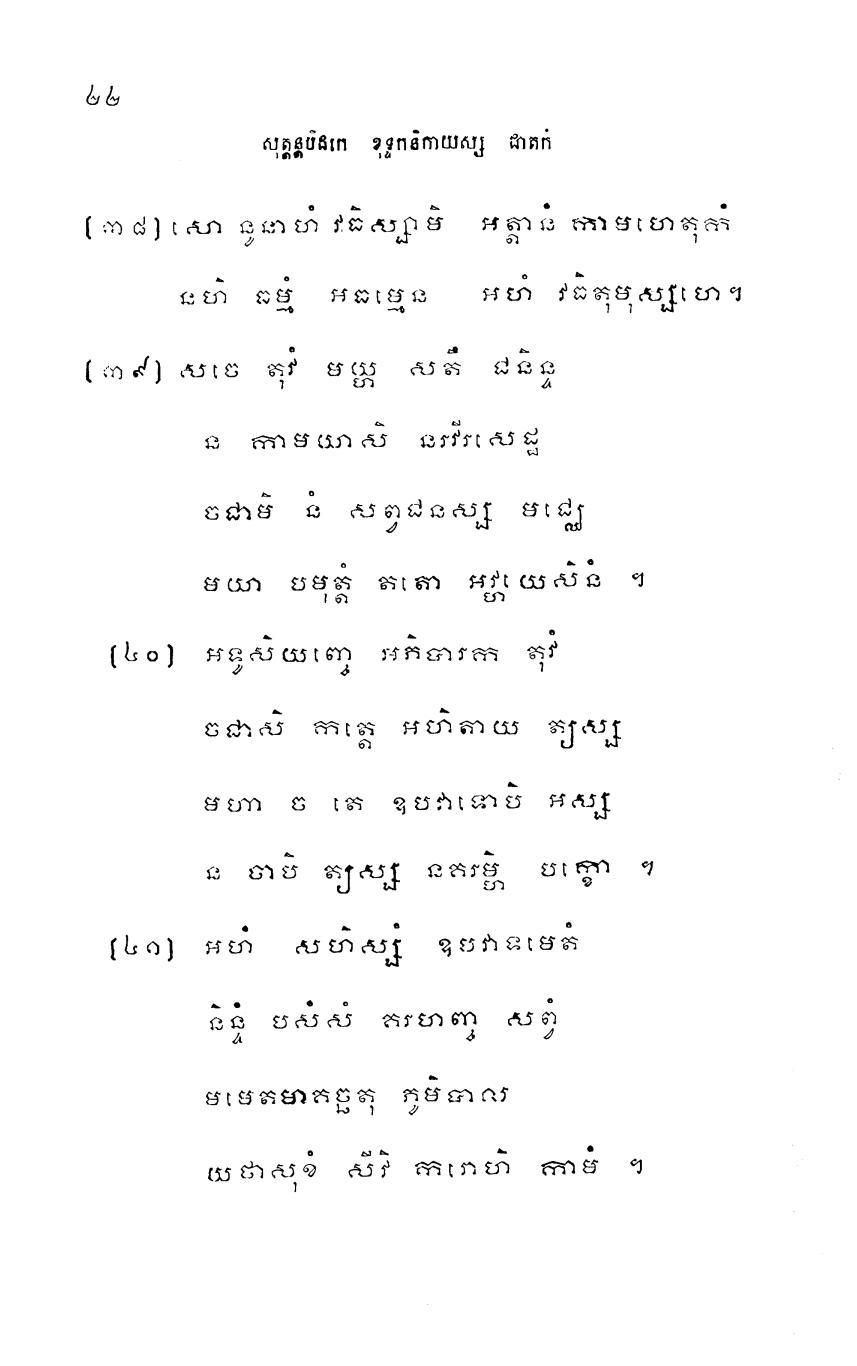 ៤៤
សុត្តន្តបិដកេ ខុទ្ទកនិកាយស្ស ជាតកំ
[៣៨] សោ នូនាហំ វធិស្សាមិ អត្តានំ កាមហេតុកំ
នហិ ធម្មំ អធម្មេន អហំ វធិតុមុស្សហេ។
[៣៩] សចេ តុវំ មយ្ហ សតឹ ជនិន្ទ
ន កាមយាសិ នរវីរសេដ្ឋ
ចជាមិ នំ សព្វជនស្ស មជ្ឈេ
មយា បមុត្តំ តតោ អវ្ហយេសិនំ ។
[៤០] អទូសិយញ្ចេ អភិបារក តុវំ
ចជាសិ កត្តេ អហិតាយ ត្យស្ស
មហា ច តេ ឧបវាទោបិ អស្ស
ន ចាបិ ត្យស្ស នគរម្ហិ បក្ខោ ។
[៤១] អហំ សហិស្សំ ឧបវាទមេតំ
និន្ទំ បសំសំ គរហញ្ច សព្វំ
មមេតមាគច្ឆតុ ភូមិបាល
យថាសុខំ សីវិ ករោហិ កាមំ ។